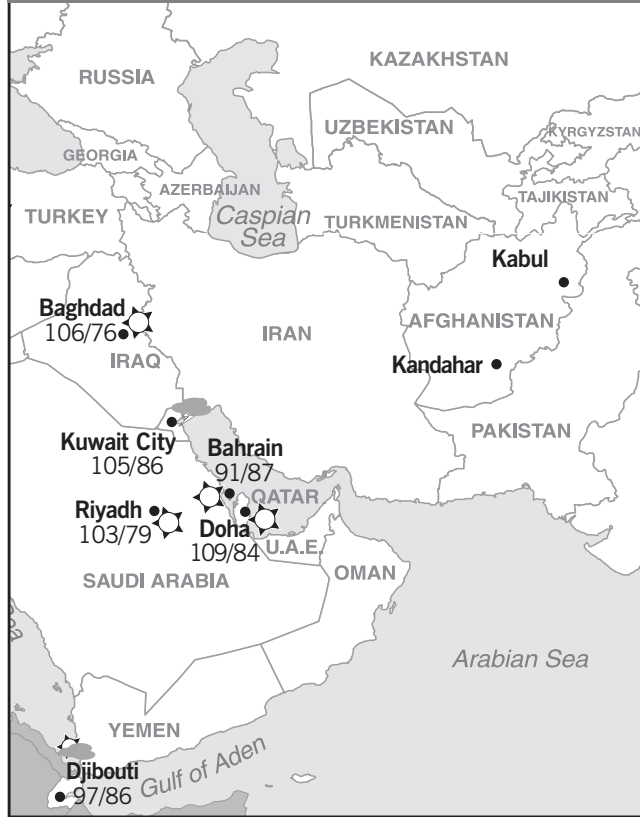 KAZAKHSTAN
RUSSIA
UZBEKISTAN
KYRGYZSTAN
GEORGIA
AZERBAIJAN
TAJIKISTAN
Caspian
Sea
TURKEY
TURKMENISTAN
Kabul
Baghdad
106/76
IRAN
AFGHANISTAN
IRAQ
Kandahar
PAKISTAN
Kuwait City
105/86
Bahrain
91/87
QATAR
Riyadh
103/79
Doha
109/84
U.A.E.
SAUDI ARABIA
OMAN
Arabian Sea
YEMEN
Gulf of Aden
Djibouti
97/86